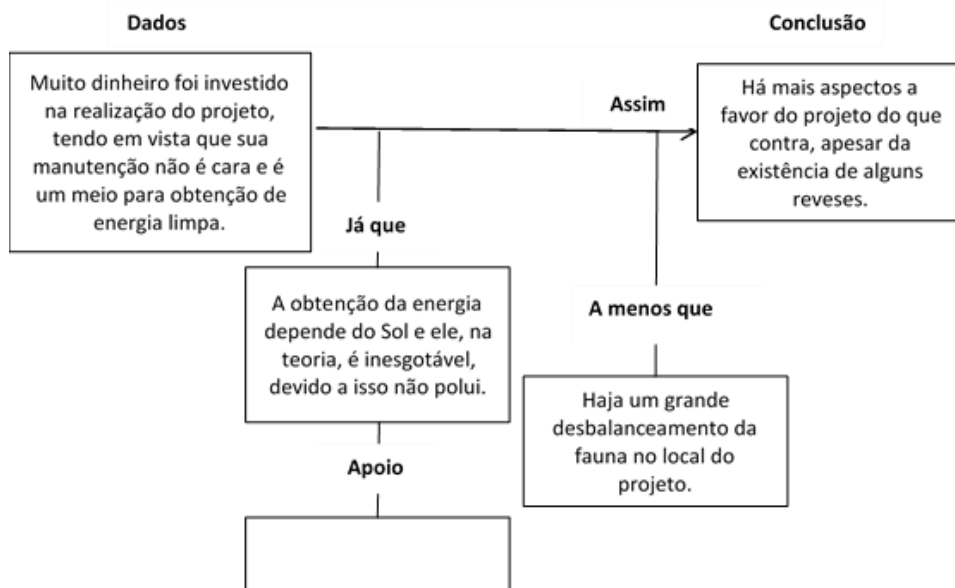 Dados
Conclusão
Muito dinheiro foi investido
na realização do projeto,
tendo em vista que sua
manutenção não é cara e é
um meio para obtenção de
energia limpa.
Assim
Há mais aspectos a
favor do projeto do que
contra, apesar da
existência de alguns
reveses.
Já que
A obtenção da energia
depende do Sol e ele, na
teoria, é inesgotável,
devido a isso não polui.
A menos que
Haja um grande
desbalanceamento da
fauna no local do
projeto.
Apoio